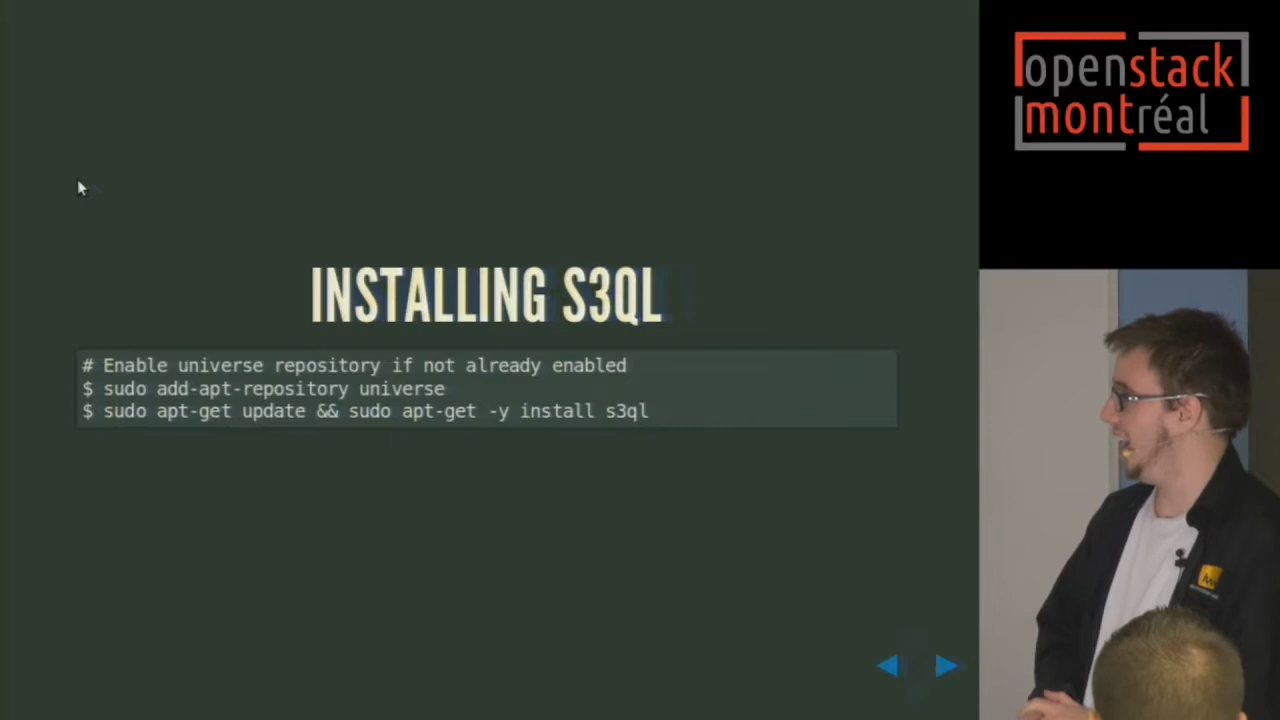 openstack
montréal
INSTALLING S3QL
# Enable universe repository if not already enabled
$ sudo add-apt-repository universe
$ sudo apt-get update && sudo apt-get -y install s3ql